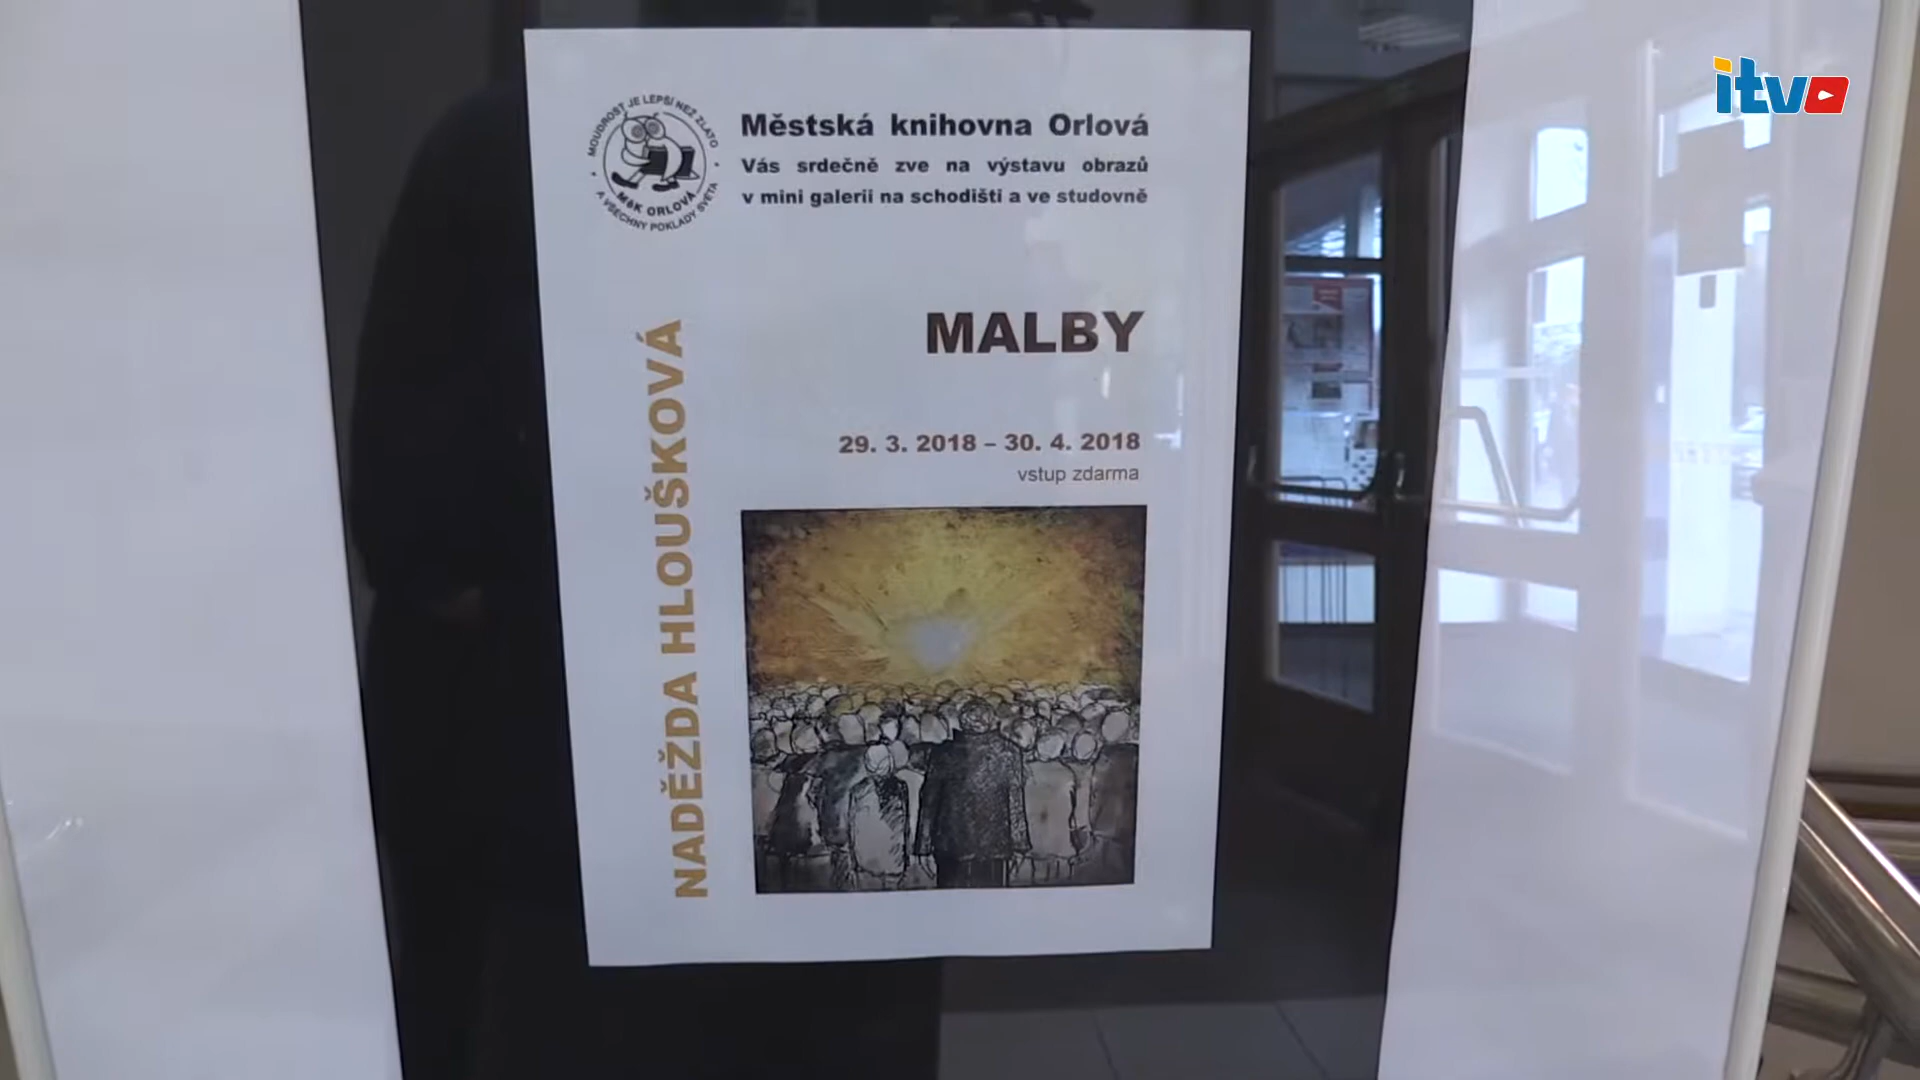 itvo
MOUDROST JE LEPŠÍ NEŽ ZLATO
A VŠECHNY POKLADY SVĚTA
MěK ORLOVÁ
Městská knihovna Orlová
Vás srdečně zve na výstavu obrazů
v mini galerii na schodišti a ve studovně
MALBY
29. 3. 2018 – 30. 4. 2018
vstup zdarma
NADĚŽDA HLOUŠKOVÁ